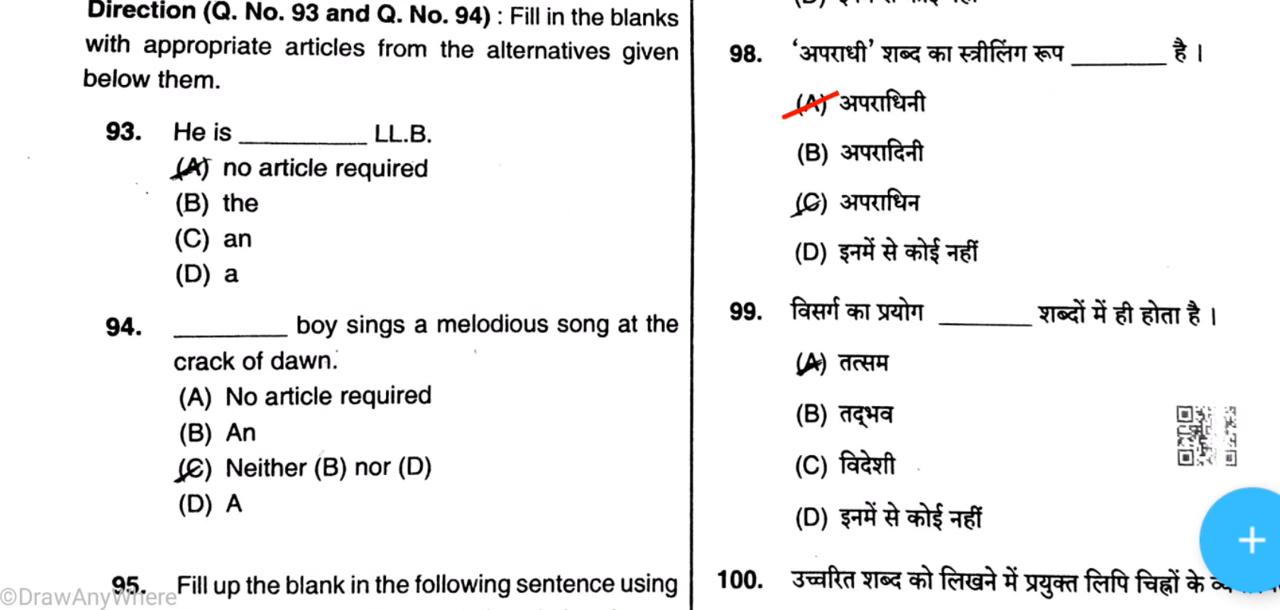 Direction (Q. No. 93 and Q. No. 94) : Fill in the blanks
with appropriate articles from the alternatives given
below them.
93. He is __________ LL.B.
(A) no article required
(B) the
(C) an
(D) a
94. _________ boy sings a melodious song at the
crack of dawn.
(A) No article required
(B) An
(C) Neither (B) nor (D)
(D) A
95. Fill up the blank in the following sentence using
98. 'अपराधी' शब्द का स्त्रीलिंग रूप ________ है ।
(A) अपराधिनी
(B) अपरादिनी
(C) अपराधिन
(D) इनमें से कोई नहीं
99. विसर्ग का प्रयोग ________ शब्दों में ही होता है ।
(A) तत्सम
(B) तद्भव
(C) विदेशी
(D) इनमें से कोई नहीं
100. उच्चरित शब्द को लिखने में प्रयुक्त लिपि चिह्नों के
©DrawAnyWhere